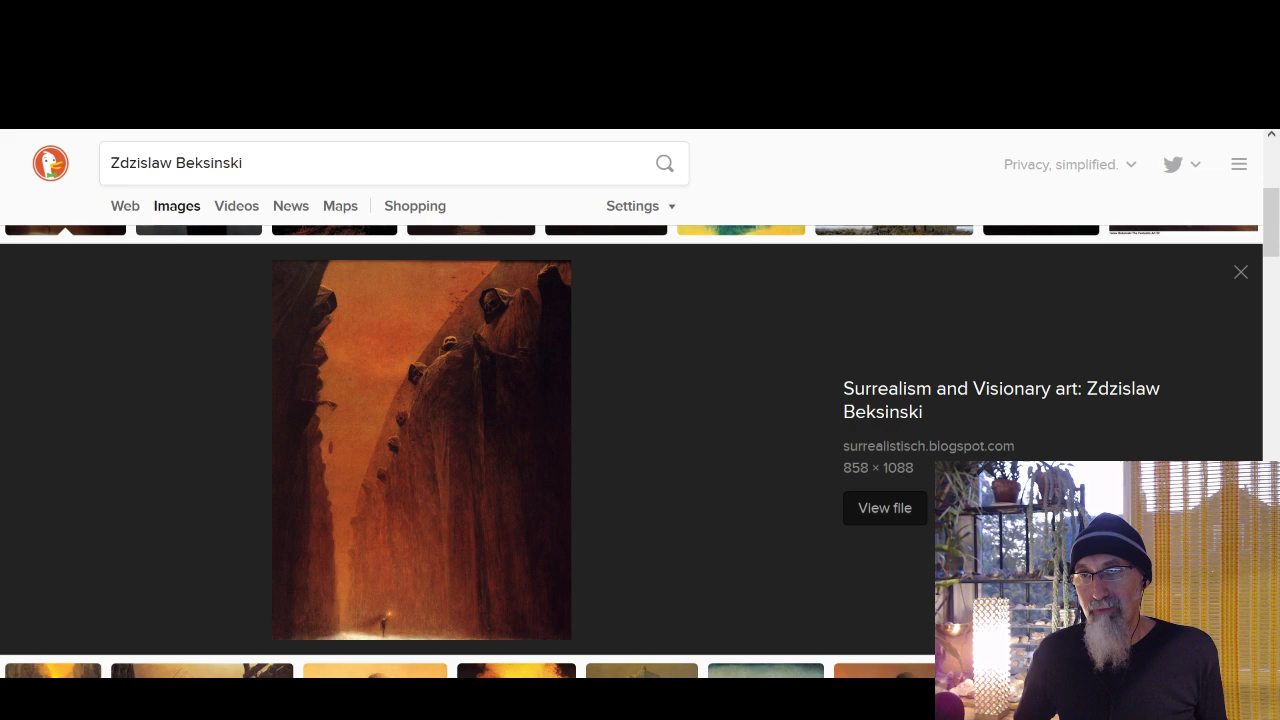 Zdzislaw Beksinski
Privacy, simplified.
Web Images Videos News Maps Shopping Settings
Surrealism and Visionary art: Zdzislaw
Beksinski
surrealistisch.blogspot.com
858 × 1088
View file